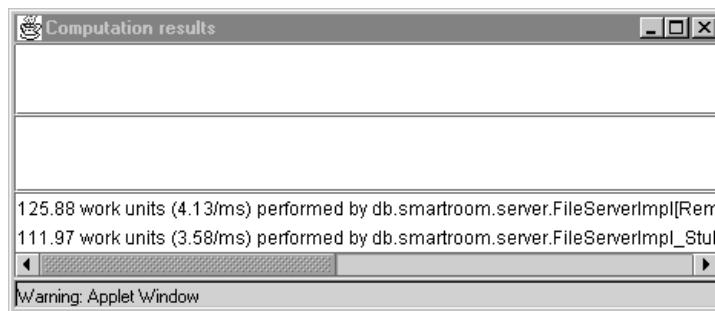 Computation results
125.88 work units (4.13/ms) performed by db.smartroom.server.FileServerImpl[Rem
111.97 work units (3.58/ms) performed by db.smartroom.server.FileServerImpl_Stu
Warning: Applet Window